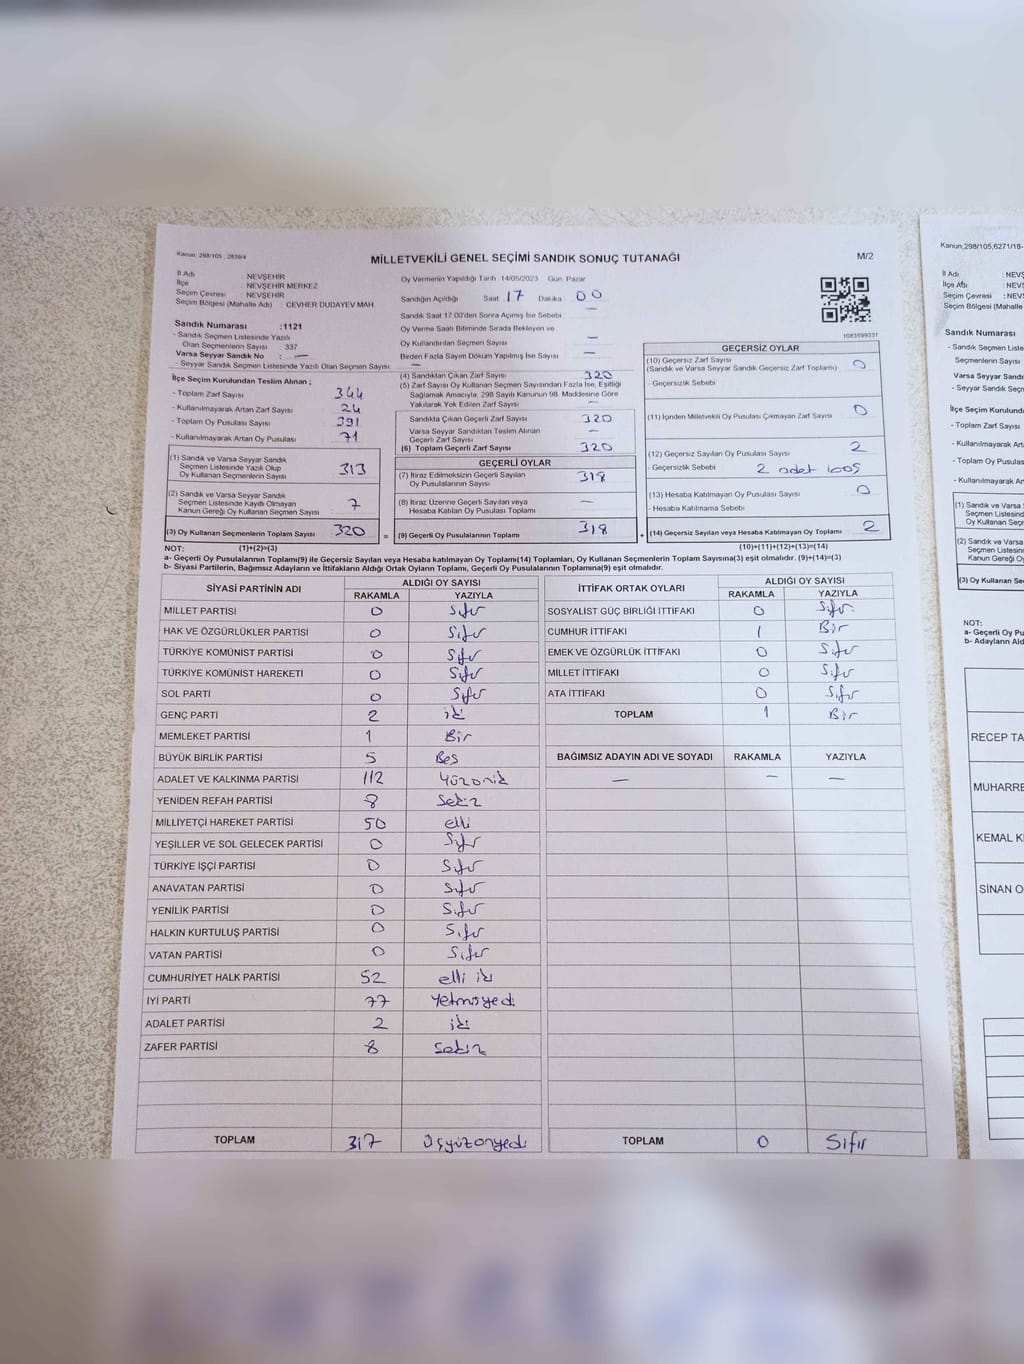 Kanun: 298/105 , 2839/4
MİLLETVEKİLİ GENEL SEÇİMİ SANDIK SONUÇ TUTANAĞI
M/2
İl Adı : NEVŞEHİR
İlçe : NEVŞEHİR MERKEZ
Seçim Çevresi : NEVŞEHİR
Seçim Bölgesi (Mahalle Adı) CEVHER DUDAYEV MAH.
Sandık Numarası :1121
- Sandık Seçmen Listesinde Yazılı
Olan Seçmenlerin Sayısı 337
Varsa Seyyar Sandık No : —
- Seyyar Sandık Seçmen Listesinde Yazılı Olan Seçmen Sayısı —
İlçe Seçim Kurulundan Teslim Alınan ;
- Toplam Zarf Sayısı 344
- Kullanılmayarak Artan Zarf Sayısı 24
- Toplam Oy Pusulası Sayısı 391
- Kullanılmayarak Artan Oy Pusulası 71
(1) Sandık ve Varsa Seyyar Sandık
Seçmen Listesinde Yazılı Olup
Oy Kullanan Seçmenlerin Sayısı 313
(2) Sandık ve Varsa Seyyar Sandık
Seçmen Listesinde Kayıtlı Olmayan
Kanun Gereği Oy Kullanan Seçmen Sayısı 7
(3) Oy Kullanan Seçmenlerin Toplam Sayısı 320 =
Oy Vermenin Yapıldığı Tarih 14/05/2023 Gün: Pazar
Sandığın Açıldığı Saat 17 Dakika 00
Sandık Saat 17:00'den Sonra Açımış İse Sebebi —
Oy Verme Saati Bitiminde Sırada Bekleyen ve
Oy Kullandırılan Seçmen Sayısı —
Birden Fazla Sayım Döküm Yapılmış İse Sayısı —
(4) Sandıktan Çıkan Zarf Sayısı 320
(5) Zarf Sayısı Oy Kullanan Seçmen Sayısından Fazla İse, Eşitliği
Sağlamak Amacıyla, 298 Sayılı Kanunun 98. Maddesine Göre
Yakılarak Yok Edilen Zarf Sayısı —
Sandıkta Çıkan Geçerli Zarf Sayısı 320
Varsa Seyyar Sandıktan Teslim Alınan
Geçerli Zarf Sayısı —
(6) Toplam Geçerli Zarf Sayısı 320
GEÇERLİ OYLAR
(7) İtiraz Edilmeksizin Geçerli Sayılan
Oy Pusulalarının Sayısı 318
(8) İtiraz Üzerine Geçerli Sayılan veya
Hesaba Katılan Oy Pusulası Toplamı —
(9) Geçerli Oy Pusulalarının Toplamı 318 +
1683599331
GEÇERSİZ OYLAR
(10) Geçersiz Zarf Sayısı
(Sandık ve Varsa Seyyar Sandık Geçersiz Zarf Toplamı) 0
- Geçersizlik Sebebi
(11) İçinden Milletvekili Oy Pusulası Çıkmayan Zarf Sayısı 0
(12) Geçersiz Sayılan Oy Pusulası Sayısı 2
- Geçersizlik Sebebi 2 adet
(13) Hesaba Katılmayan Oy Pusulası Sayısı 0
- Hesaba Katılmama Sebebi
(14) Geçersiz Sayılan veya Hesaba Katılmayan Oy Toplamı 2
NOT: (1)+(2)=(3) (10)+(11)+(12)+(13)=(14)
a- Geçerli Oy Pusulalarının Toplamı(9) ile Geçersiz Sayılan veya Hesaba katılmayan Oy Toplamı(14) Toplamları, Oy Kullanan Seçmenlerin Toplam Sayısına(3) eşit olmalıdır. (9)+(14)=(3)
b- Siyasi Partilerin, Bağımsız Adayların ve İttifakların Aldığı Ortak Oyların Toplamı, Geçerli Oy Pusulalarının Toplamına(9) eşit olmalıdır.
SİYASİ PARTİNİN ADI ALDIĞI OY SAYISI
RAKAMLA YAZIYLA
MİLLET PARTİSİ 0 Sıfır
HAK VE ÖZGÜRLÜKLER PARTİSİ 0 Sıfır
TÜRKİYE KOMÜNİST PARTİSİ 0 Sıfır
TÜRKİYE KOMÜNİST HAREKETİ 0 Sıfır
SOL PARTİ 0 Sıfır
GENÇ PARTİ 2 iki
MEMLEKET PARTİSİ 1 Bir
BÜYÜK BİRLİK PARTİSİ 5 Beş
ADALET VE KALKINMA PARTİSİ 112 Yüzoniki
YENİDEN REFAH PARTİSİ 8 Sekiz
MİLLİYETÇİ HAREKET PARTİSİ 50 elli
YEŞİLLER VE SOL GELECEK PARTİSİ 0 Sıfır
TÜRKİYE İŞÇİ PARTİSİ 0 Sıfır
ANAVATAN PARTİSİ 0 Sıfır
YENİLİK PARTİSİ 0 Sıfır
HALKIN KURTULUŞ PARTİSİ 0 Sıfır
VATAN PARTİSİ 0 Sıfır
CUMHURİYET HALK PARTİSİ 52 elli iki
İYİ PARTİ 77 Yetmişyedi
ADALET PARTİSİ 2 iki
ZAFER PARTİSİ 8 Sekiz
TOPLAM 317 Üçyüzonyedi
İTTİFAK ORTAK OYLARI ALDIĞI OY SAYISI
RAKAMLA YAZIYLA
SOSYALİST GÜÇ BİRLİĞİ İTTİFAKI 0 Sıfır
CUMHUR İTTİFAKI 1 Bir
EMEK VE ÖZGÜRLÜK İTTİFAKI 0 Sıfır
MİLLET İTTİFAKI 0 Sıfır
ATA İTTİFAKI 0 Sıfır
TOPLAM 1 Bir
BAĞIMSIZ ADAYIN ADI VE SOYADI RAKAMLA YAZIYLA
— — —
TOPLAM 0 Sıfır
Kanun;298/105;6271/18-
İl Adı : NEVŞ
İlçe : NEVŞ
Seçim Çevresi : NEVŞ
Seçim Bölgesi (Mahalle
Sandık Numarası
- Sandık Seçmen Liste
Seçmenlerin Sayısı
Varsa Seyyar Sandı
- Seyyar Sandık Seçm
İlçe Seçim Kurulund
- Toplam Zarf Sayısı
- Kullanılmayarak Arta
- Toplam Oy Pusulası
- Kullanılmayarak
(1) Sandık ve Varsa
Seçmen Listesin
Oy Kullanan Se
(2) Sandık ve Varsa
Seçmen Listesin
Kanun Gereği O
(3) Oy Kullanan Se
NOT:
a- Geçerli Oy Pu
b- Adayların Ald
RECEP TA
MUHARRE
KEMAL K
SİNAN O